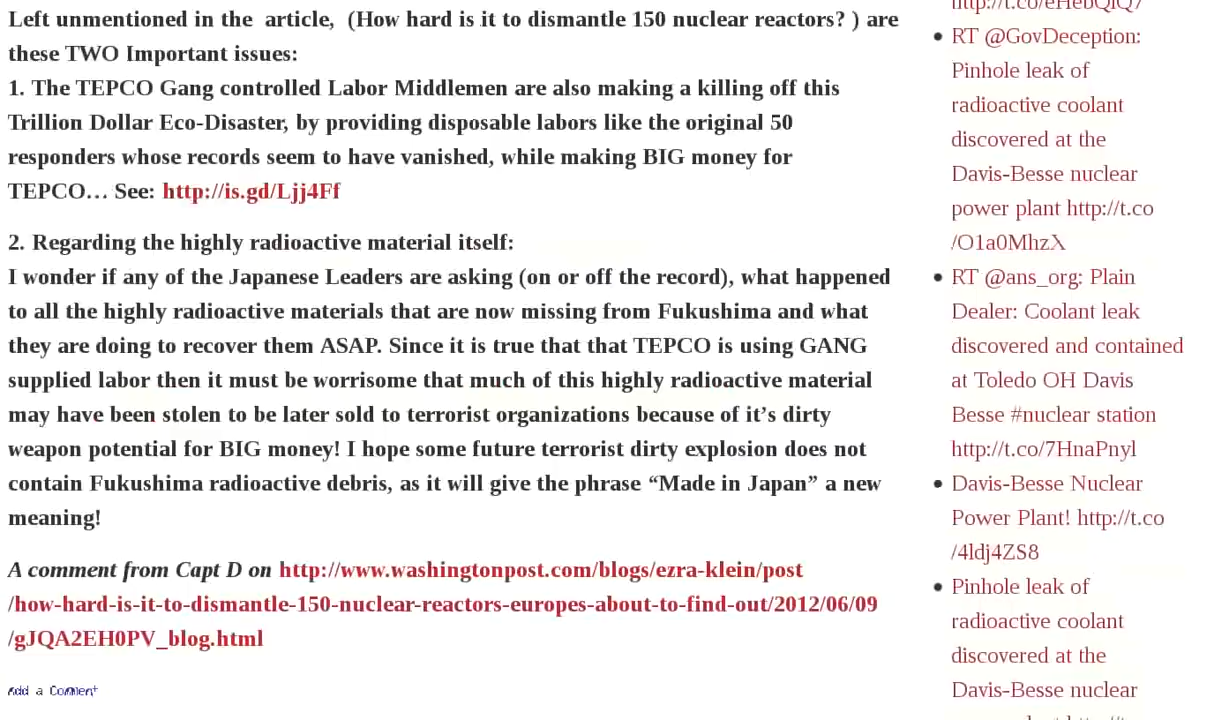 Left unmentioned in the  article,  (How hard is it to dismantle 150 nuclear reactors? ) are
these TWO Important issues:
1. The TEPCO Gang controlled Labor Middlemen are also making a killing off this
Trillion Dollar Eco-Disaster, by providing disposable labors like the original 50
responders whose records seem to have vanished, while making BIG money for
TEPCO… See: http://is.gd/Ljj4Ff
2. Regarding the highly radioactive material itself:
I wonder if any of the Japanese Leaders are asking (on or off the record), what happened
to all the highly radioactive materials that are now missing from Fukushima and what
they are doing to recover them ASAP. Since it is true that that TEPCO is using GANG
supplied labor then it must be worrisome that much of this highly radioactive material
may have been stolen to be later sold to terrorist organizations because of it’s dirty
weapon potential for BIG money! I hope some future terrorist dirty explosion does not
contain Fukushima radioactive debris, as it will give the phrase “Made in Japan” a new
meaning!
A comment from Capt D on http://www.washingtonpost.com/blogs/ezra-klein/post
/how-hard-is-it-to-dismantle-150-nuclear-reactors-europes-about-to-find-out/2012/06/09
/gJQA2EH0PV_blog.html
Add a Comment
http://t.co/eHebQlQ7
• RT @GovDeception:
Pinhole leak of
radioactive coolant
discovered at the
Davis-Besse nuclear
power plant http://t.co
/O1a0MhzX
• RT @ans_org: Plain
Dealer: Coolant leak
discovered and contained
at Toledo OH Davis
Besse #nuclear station
http://t.co/7HnaPnyl
• Davis-Besse Nuclear
Power Plant! http://t.co
/4ldj4ZS8
• Pinhole leak of
radioactive coolant
discovered at the
Davis-Besse nuclear